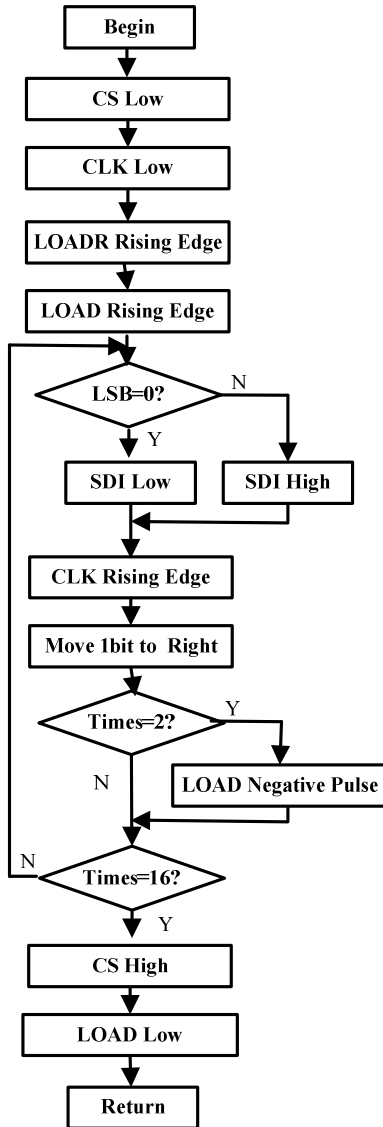 Begin
CS Low
CLK Low
LOADR Rising Edge
LOAD Rising Edge
LSB=0?
N
Y
SDI Low
SDI High
CLK Rising Edge
Move 1bit to Right
Times=2?
Y
N
LOAD Negative Pulse
N
Times=16?
Y
CS High
LOAD Low
Return